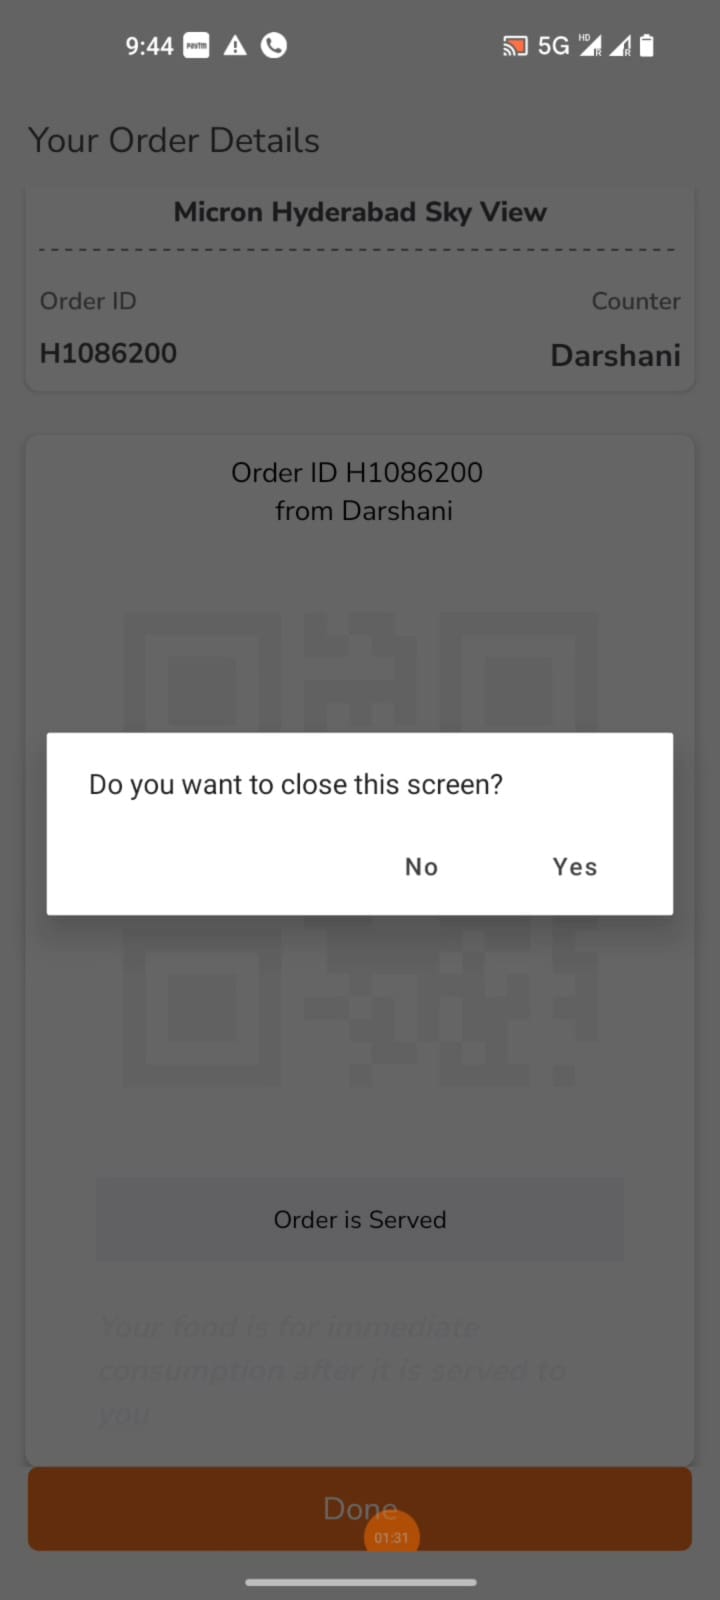 9:44 paytm 5G HD R R
Your Order Details
Micron Hyderabad Sky View
Order ID Counter
H1086200 Darshani
Order ID H1086200
from Darshani
Do you want to close this screen?
No Yes
Order is Served
Your food is for immediate
consumption after it is served to
you
Done
01:31